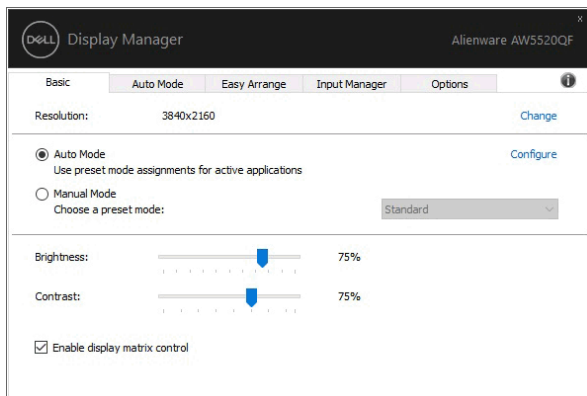 DELL Display Manager Alienware AW5520QF
x
Basic Auto Mode Easy Arrange Input Manager Options i
Resolution: 3840x2160 Change
Auto Mode Configure
Use preset mode assignments for active applications
Manual Mode
Choose a preset mode: Standard
Brightness: 75%
Contrast: 75%
Enable display matrix control